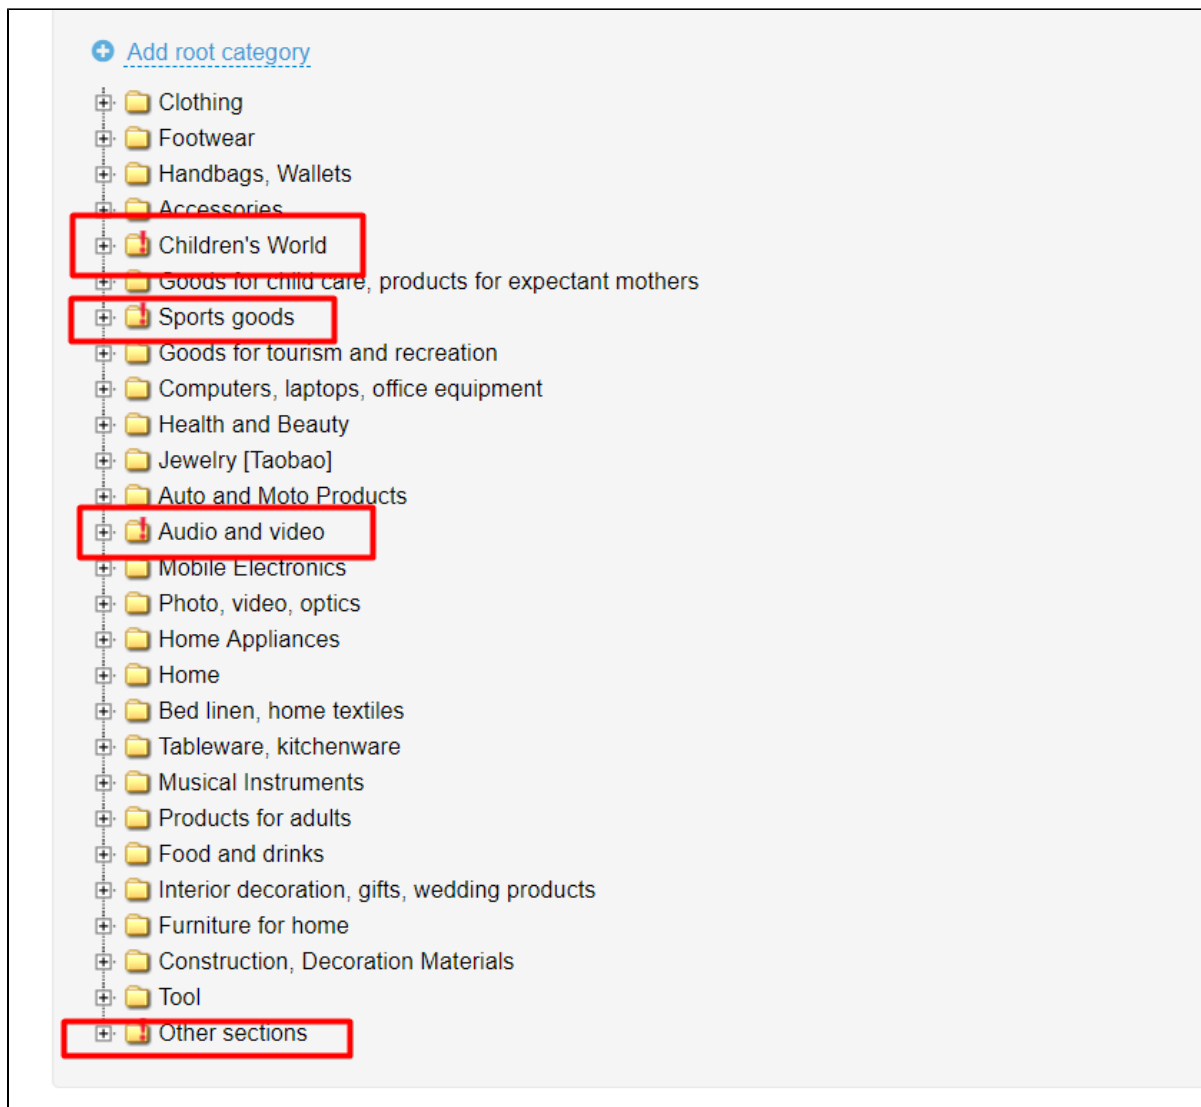 Add root category
Clothing
Footwear
Handbags, Wallets
Accessories
Children's World
Goods for child care, products for expectant mothers
Sports goods
Goods for tourism and recreation
Computers, laptops, office equipment
Health and Beauty
Jewelry [Taobao]
Auto and Moto Products
Audio and video
Mobile Electronics
Photo, video, optics
Home Appliances
Home
Bed linen, home textiles
Tableware, kitchenware
Musical Instruments
Products for adults
Food and drinks
Interior decoration, gifts, wedding products
Furniture for home
Construction, Decoration Materials
Tool
Other sections